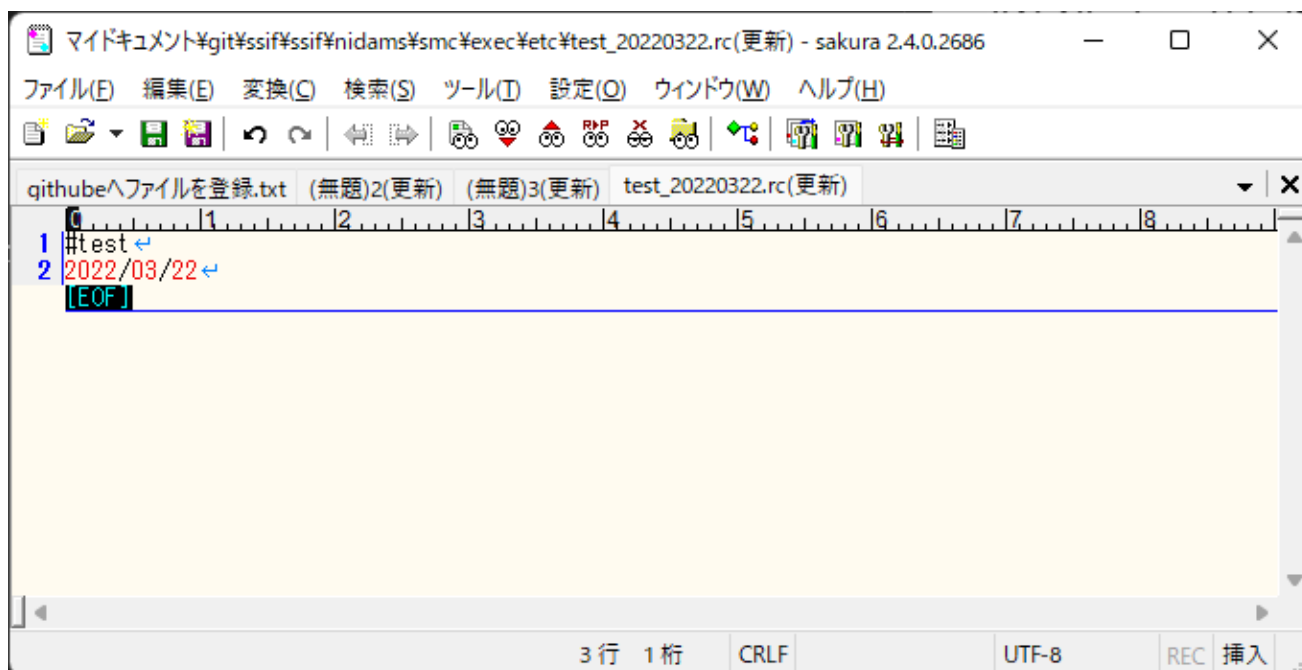 マイドキュメント¥git¥ssif¥ssif¥nidams¥smc¥exec¥etc¥test_20220322.rc(更新) - sakura 2.4.0.2686
ファイル(F) 編集(E) 変換(C) 検索(S) ツール(T) 設定(O) ウィンドウ(W) ヘルプ(H)
githubeへファイルを登録.txt (無題)2(更新) (無題)3(更新) test_20220322.rc(更新)
0 1 2 3 4 5 6 7 8
1 #test
2 2022/03/22
[EOF]
3 行 1 桁 CRLF UTF-8 REC 挿入